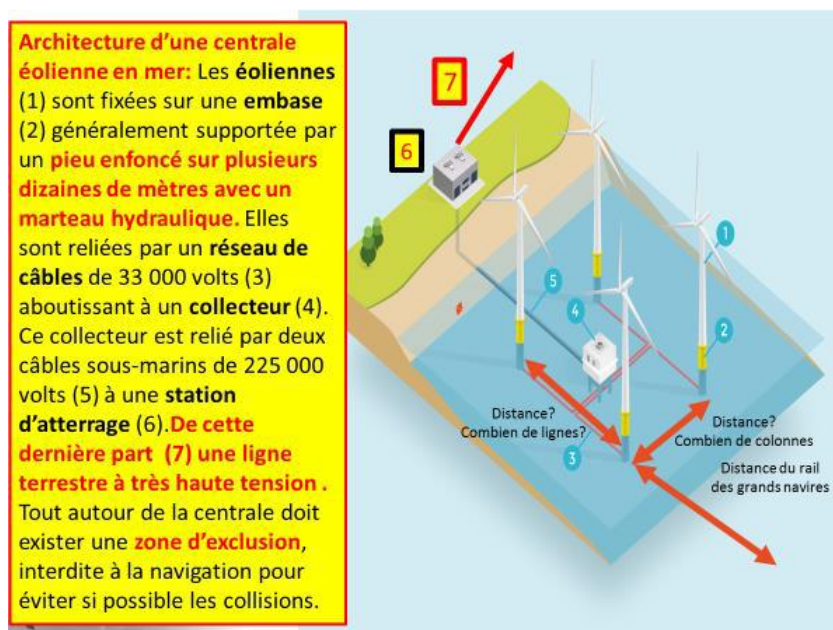 Architecture d'une centrale
éolienne en mer: Les éoliennes
(1) sont fixées sur une embase
(2) généralement supportée par
un pieu enfoncé sur plusieurs
dizaines de mètres avec un
marteau hydraulique. Elles
sont reliées par un réseau de
câbles de 33 000 volts (3)
aboutissant à un collecteur (4).
Ce collecteur est relié par deux
câbles sous-marins de 225 000
volts (5) à une station
d'atterrage (6).De cette
dernière part (7) une ligne
terrestre à très haute tension .
Tout autour de la centrale doit
exister une zone d'exclusion,
interdite à la navigation pour
éviter si possible les collisions.
7
6
1
5
4
2
Distance?
Combien de lignes?
3
Distance?
Combien de colonnes
Distance du rail
des grands navires